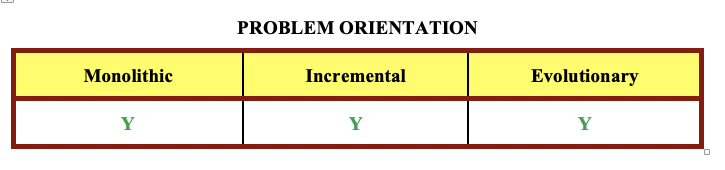 PROBLEM ORIENTATION
Monolithic Incremental Evolutionary
Y Y Y